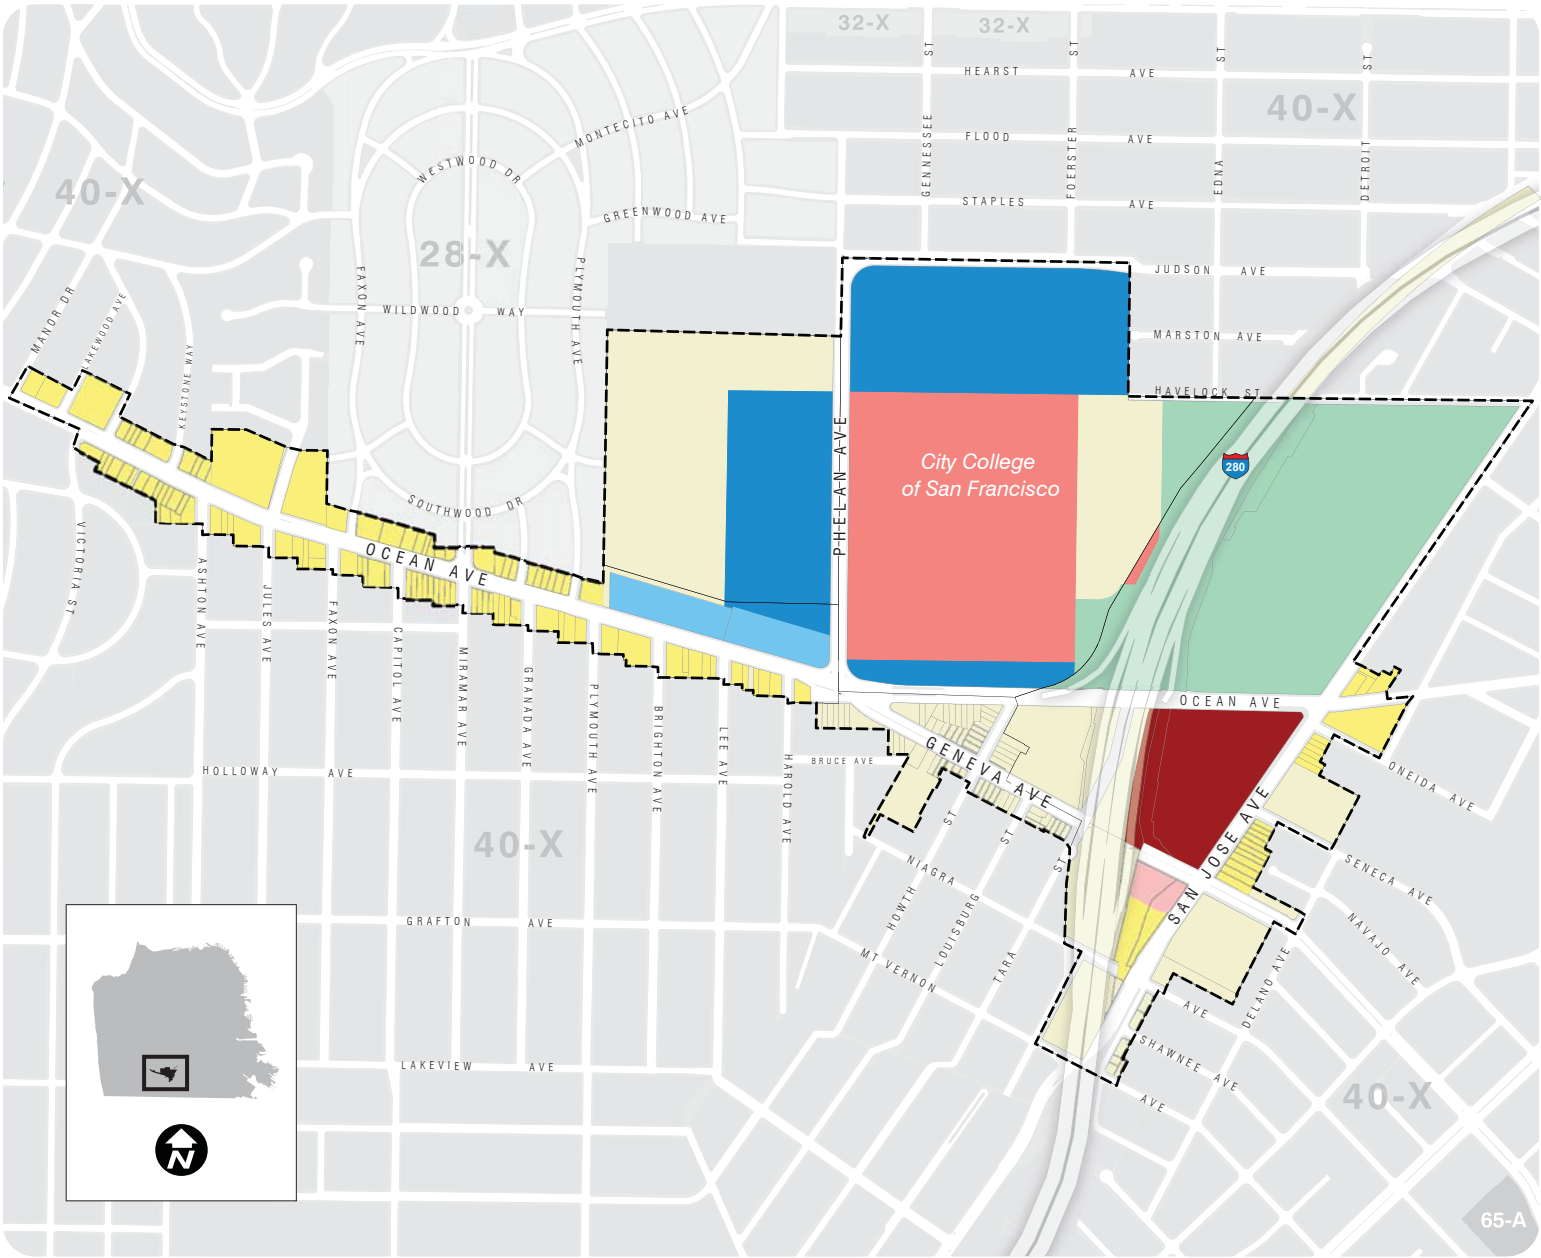 32-X
32-X
ST
ST
ST
ST
HEARST AVE
40-X
MONTECITO AVE
FLOOD AVE
GENNESSEE
FOERSTER
EDNA
DETROIT
WESTWOOD DR
40-X
STAPLES AVE
GREENWOOD AVE
28-X
JUDSON AVE
MANOR DR
LAKEWOOD AVE
KEYSTONE WAY
FAXON AVE
WILDWOOD WAY
PLYMOUTH AVE
MARSTON AVE
HAVELOCK ST
PHELAN AVE
City College
of San Francisco
280
SOUTHWOOD DR
OCEAN AVE
VICTORIA ST
ASHTON AVE
JULES AVE
FAXON AVE
CAPITOL AVE
MIRAMAR AVE
GRANADA AVE
PLYMOUTH AVE
BRIGHTON AVE
LEE AVE
HAROLD AVE
OCEAN AVE
GENEVA AVE
BRUCE AVE
HOLLOWAY AVE
ONEIDA AVE
SAN JOSE AVE
40-X
ST
ST
ST
NIAGRA
AVE
SENECA AVE
HOWTH
LOUISBURG
TARA
GRAFTON AVE
NAVAJO AVE
MT VERNON
AVE
DELANO AVE
SHAWNEE AVE
LAKEVIEW AVE
40-X
N
65-A